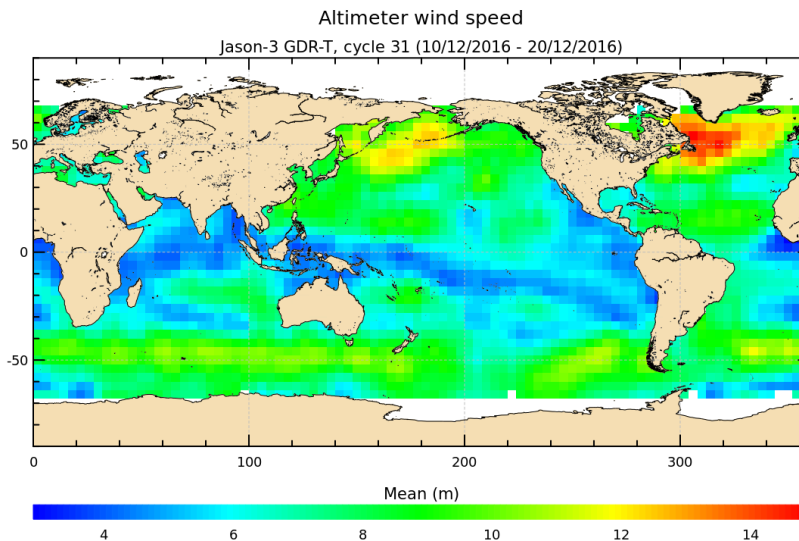 Altimeter wind speed
Jason-3 GDR-T, cycle 31 (10/12/2016 - 20/12/2016)
50
0
-50
0 100 200 300
Mean (m)
4 6 8 10 12 14